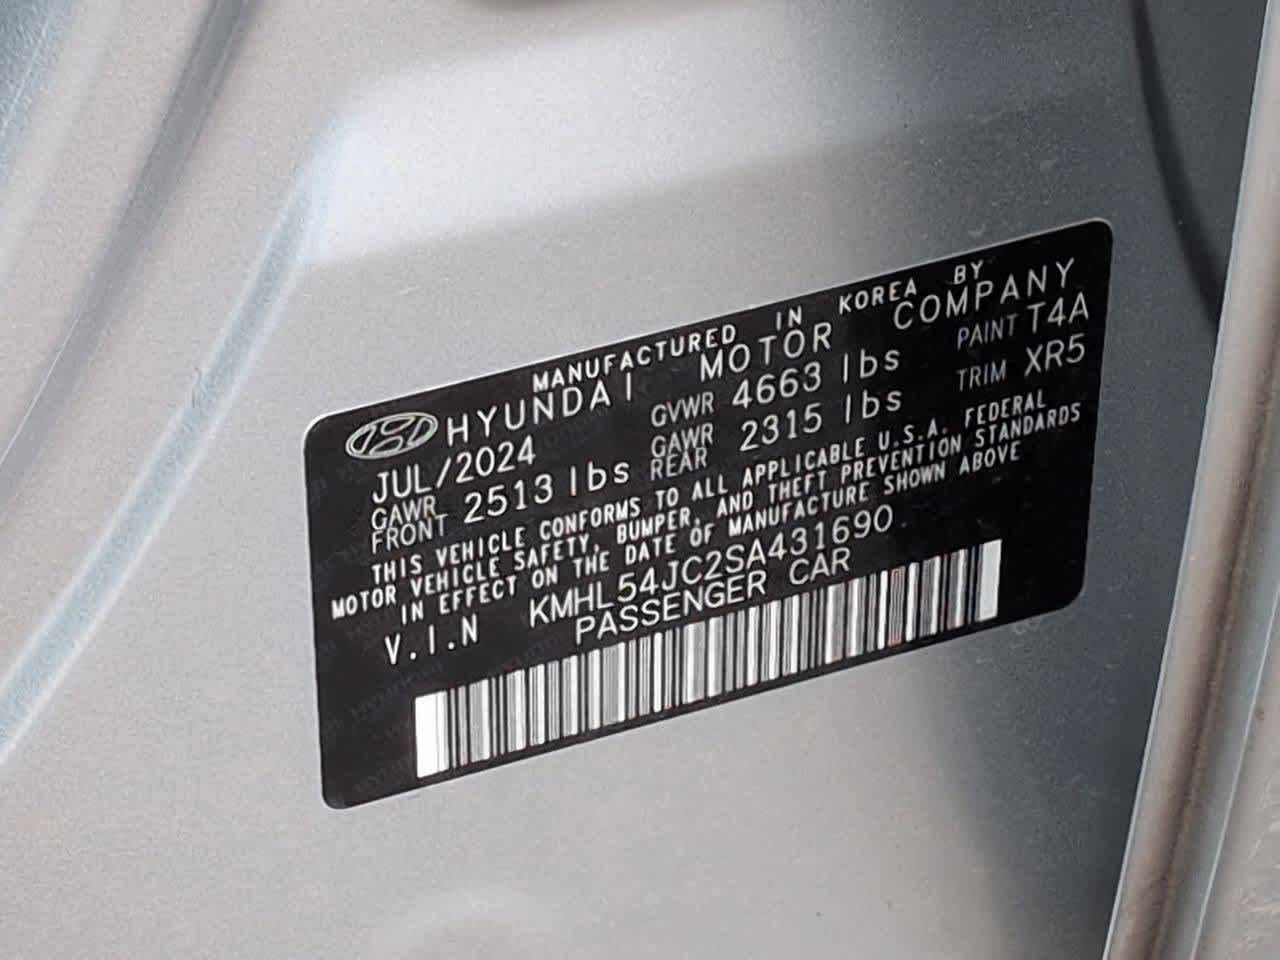 MANUFACTURED IN KOREA BY
HYUNDAI MOTOR COMPANY
JUL/2024 GVWR 4663 lbs PAINT T4A
GAWR FRONT 2513 lbs GAWR REAR 2315 lbs TRIM XR5
THIS VEHICLE CONFORMS TO ALL APPLICABLE U.S.A. FEDERAL
MOTOR VEHICLE SAFETY, BUMPER, AND THEFT PREVENTION STANDARDS
IN EFFECT ON THE DATE OF MANUFACTURE SHOWN ABOVE
V.I.N KMHL54JC2SA431690
PASSENGER CAR